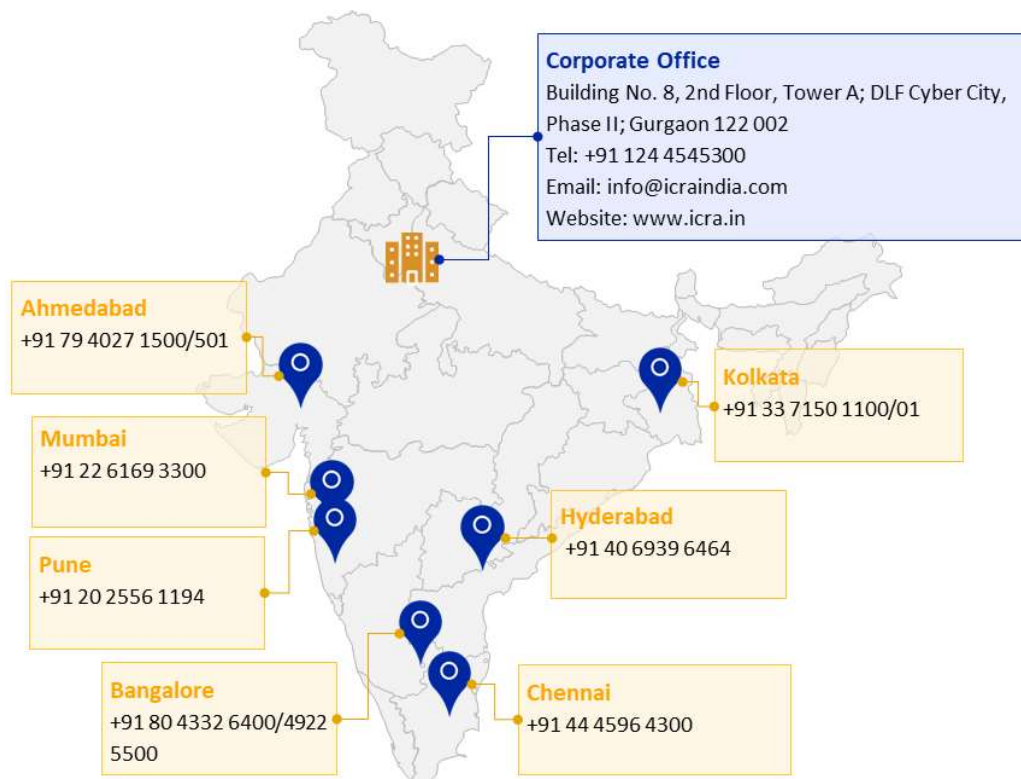 Corporate Office
Building No. 8, 2nd Floor, Tower A; DLF Cyber City,
Phase II; Gurgaon 122 002
Tel: +91 124 4545300
Email: info@icraindia.com
Website: www.icra.in
Ahmedabad
+91 79 4027 1500/501
Kolkata
+91 33 7150 1100/01
Mumbai
+91 22 6169 3300
Hyderabad
+91 40 6939 6464
Pune
+91 20 2556 1194
Bangalore
+91 80 4332 6400/4922
5500
Chennai
+91 44 4596 4300